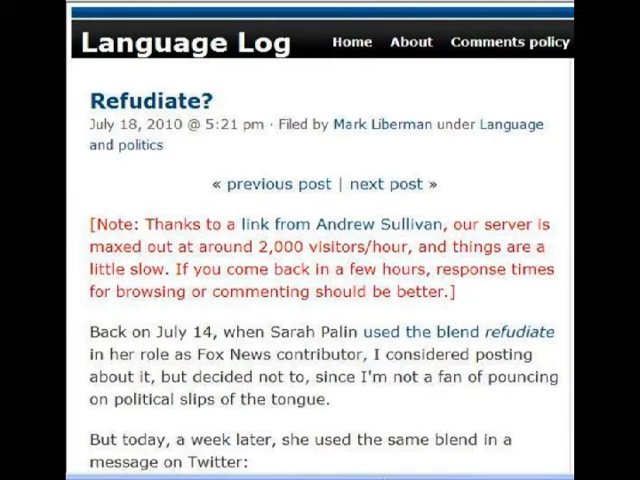 Language Log
Home About Comments policy
Refudiate?
July 18, 2010 @ 5:21 pm · Filed by Mark Liberman under Language
and politics
« previous post | next post »
[Note: Thanks to a link from Andrew Sullivan, our server is
maxed out at around 2,000 visitors/hour, and things are a
little slow. If you come back in a few hours, response times
for browsing or commenting should be better.]
Back on July 14, when Sarah Palin used the blend refudiate
in her role as Fox News contributor, I considered posting
about it, but decided not to, since I'm not a fan of pouncing
on political slips of the tongue.
But today, a week later, she used the same blend in a
message on Twitter: